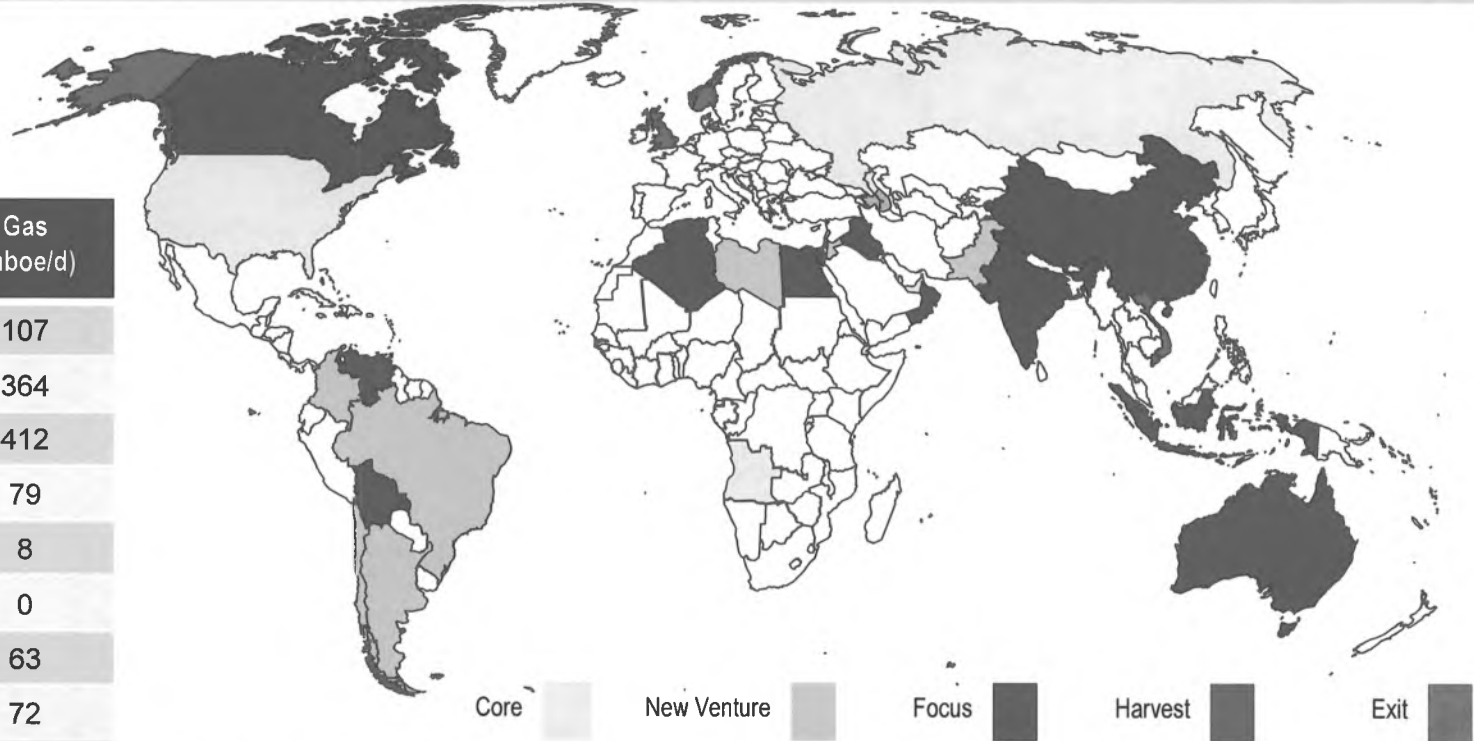 Gas
boe/d)
107
364
412
79
8
0
63
72
Core
New Venture
Focus
Harvest
Exit